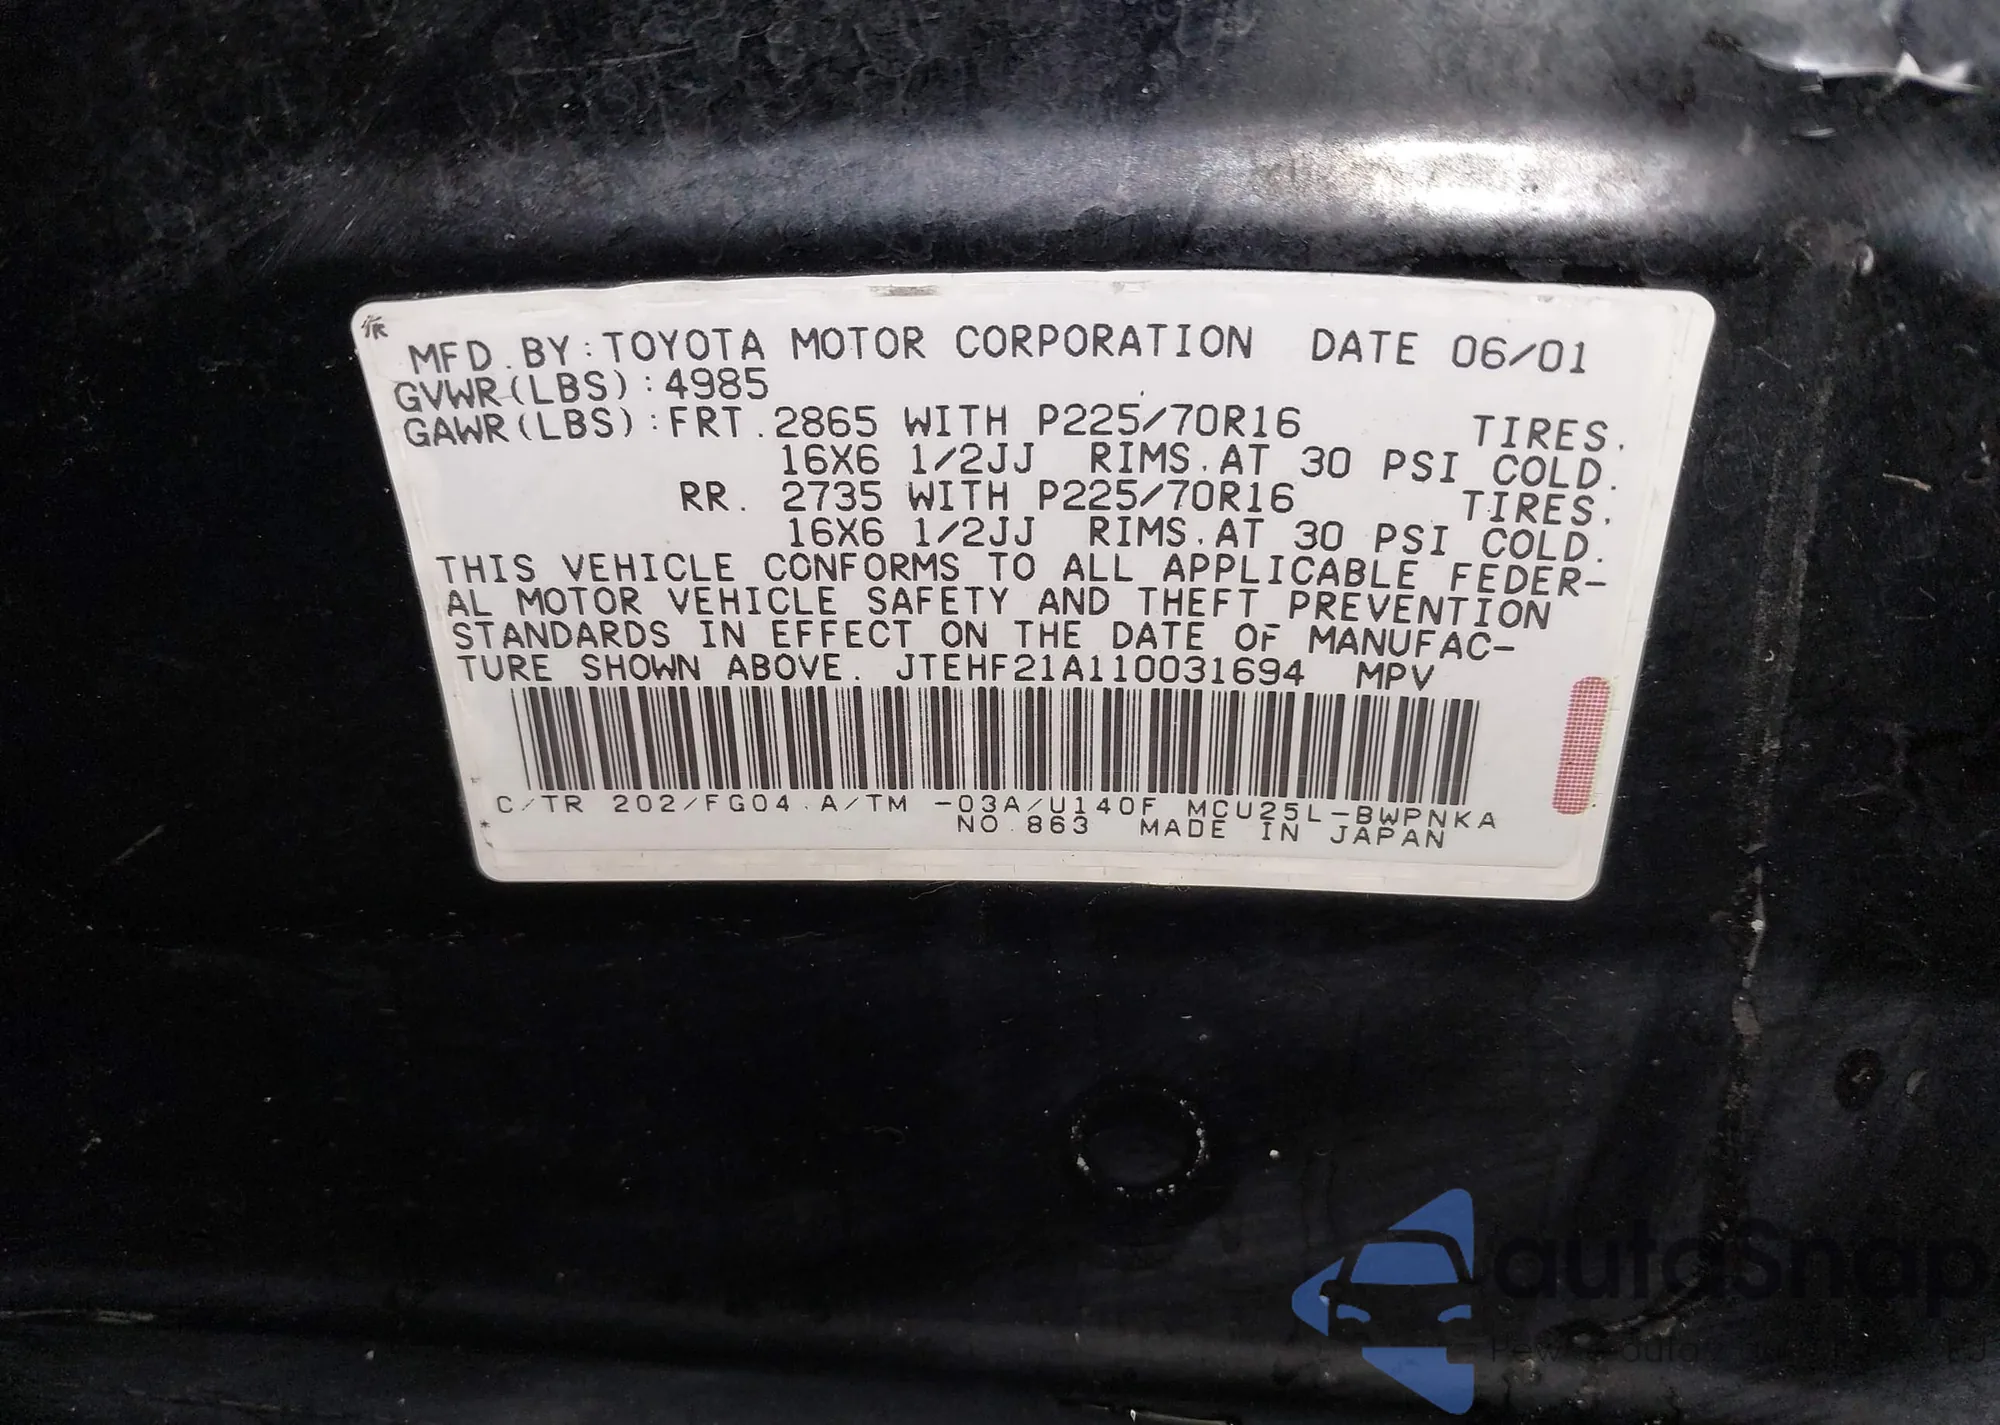 MFD. BY: TOYOTA MOTOR CORPORATION DATE 06/01
GVWR(LBS): 4985
GAWR(LBS): FRT. 2865 WITH P225/70R16 TIRES.
16X6 1/2JJ RIMS. AT 30 PSI COLD.
RR. 2735 WITH P225/70R16 TIRES.
16X6 1/2JJ RIMS. AT 30 PSI COLD.
THIS VEHICLE CONFORMS TO ALL APPLICABLE FEDER-
AL MOTOR VEHICLE SAFETY AND THEFT PREVENTION
STANDARDS IN EFFECT ON THE DATE OF MANUFAC-
TURE SHOWN ABOVE. JTEHF21A110031694 MPV
C/TR 202/FG04 A/TM -03A/U140F MCU25L-BWPNKA
NO.863 MADE IN JAPAN
autaSnap